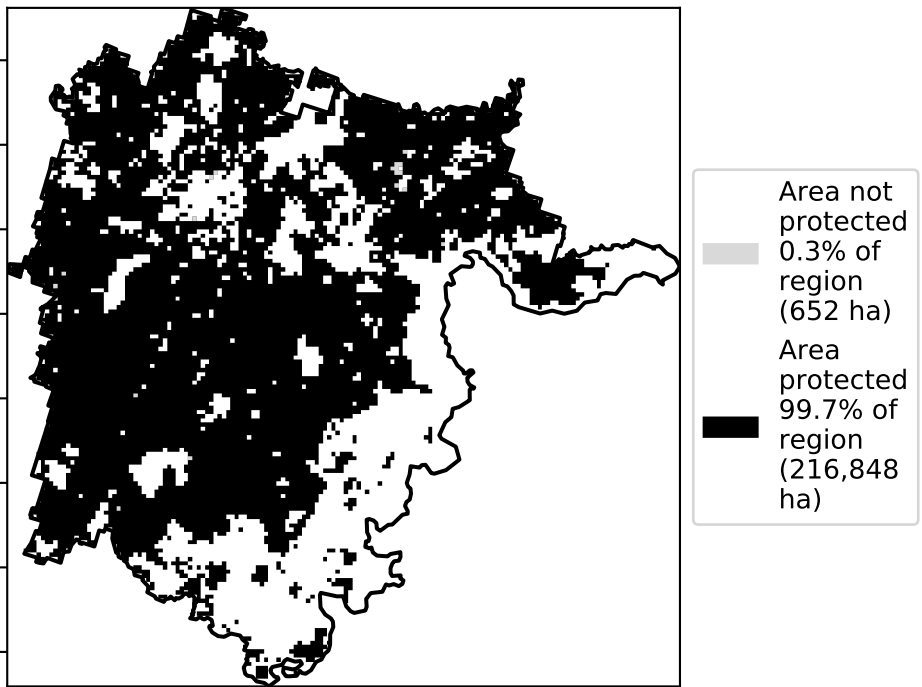 Area not
protected
0.3% of
region
(652 ha)
Area
protected
99.7% of
region
(216,848
ha)